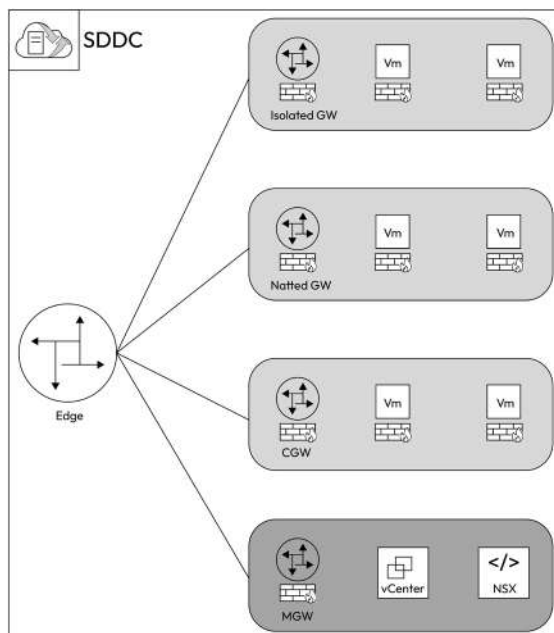 SDDC
Vm Vm
Isolated GW
Vm Vm
Natted GW
Edge
Vm Vm
CGW
</>
vCenter NSX
MGW